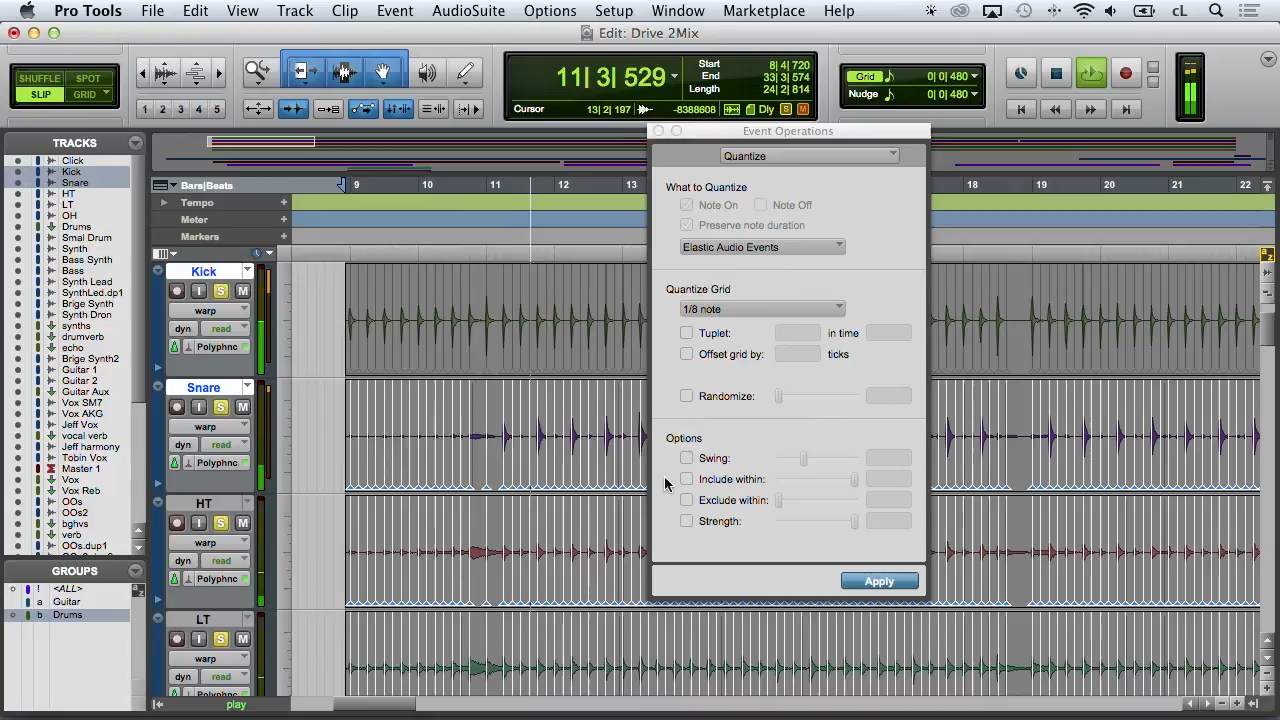 Pro Tools File Edit View Track Clip Event AudioSuite Options Setup Window Marketplace Help cL
Edit: Drive 2Mix
SHUFFLE SPOT
SLIP GRID
1 2 3 4 5
11| 3| 529
Start 8| 4| 720
End 33| 3| 574
Length 24| 2| 814
Cursor 13| 2| 197 -8388608 Dly S M
Grid 0| 0| 480
Nudge 0| 0| 480
TRACKS
Click
Kick
Snare
HT
LT
OH
Drums
Smal Drum
Synth
Bass Synth
Bass
Synth Lead
SynthLed.dp1
Brige Synth
Synth Dron
synths
drumverb
echo
Brige Synth2
Guitar 1
Guitar 2
Guitar Aux
Vox SM7
Vox AKG
Jeff Vox
vocal verb
Jeff harmony
Tobin Vox
Master 1
Vox
Vox Reb
OOs
OOs2
bghvs
verb
OOs.dup1
GROUPS
! <ALL>
a Guitar
b Drums
Bars|Beats 9 10 11 12 13 18 19 20 21 22
Tempo
Meter
Markers
Kick
I S M
warp
dyn read
Polyphnc
Snare
I S M
warp
dyn read
Polyphnc
HT
I S M
warp
dyn read
Polyphnc
LT
I S M
warp
dyn read
Polyphnc
play
Event Operations
Quantize
What to Quantize
Note On Note Off
Preserve note duration
Elastic Audio Events
Quantize Grid
1/8 note
Tuplet: in time
Offset grid by: ticks
Randomize:
Options
Swing:
Include within:
Exclude within:
Strength:
Apply